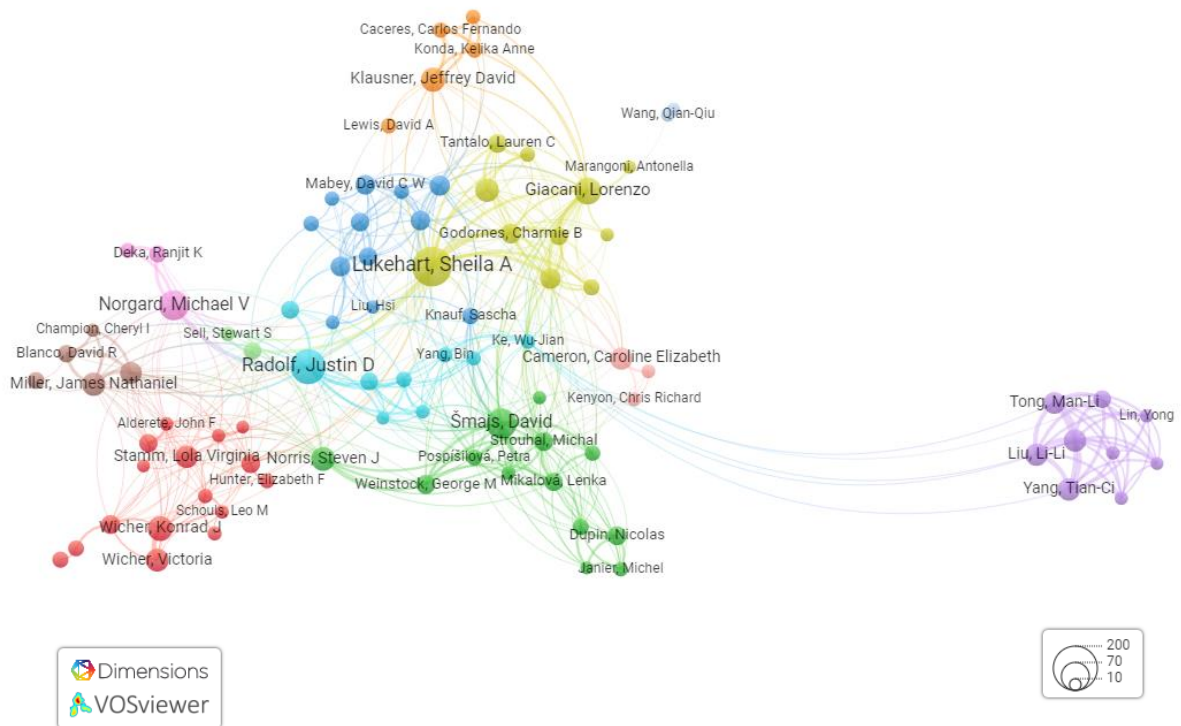 Caceres, Carlos Fernando
Konda, Kelika Anne
Klausner, Jeffrey David
Wang, Qian-Qiu
Lewis, David A
Tantalo, Lauren C
Marangoni, Antonella
Mabey, David C W
Giacani, Lorenzo
Godornes, Charmie B
Deka, Ranjit K
Lukehart, Sheila A
Norgard, Michael V
Liu, Hsi
Knauf, Sascha
Champion, Cheryl I
Sell, Stewart S
Ke, Wu-Jian
Blanco, David R
Yang, Bin
Cameron, Caroline Elizabeth
Radolf, Justin D
Miller, James Nathaniel
Kenyon, Chris Richard
Tong, Man-Li
Lin, Yong
Alderete, John F
Šmajs, David
Strouhal, Michal
Stamm, Lola Virginia
Norris, Steven J
Pospíšilová, Petra
Liu, Li-Li
Hunter, Elizabeth F
Weinstock, George M
Mikalová, Lenka
Yang, Tian-Ci
Schouls, Leo M
Wicher, Konrad J
Dupin, Nicolas
Wicher, Victoria
Janier, Michel
Dimensions
VOSviewer
200
70
10